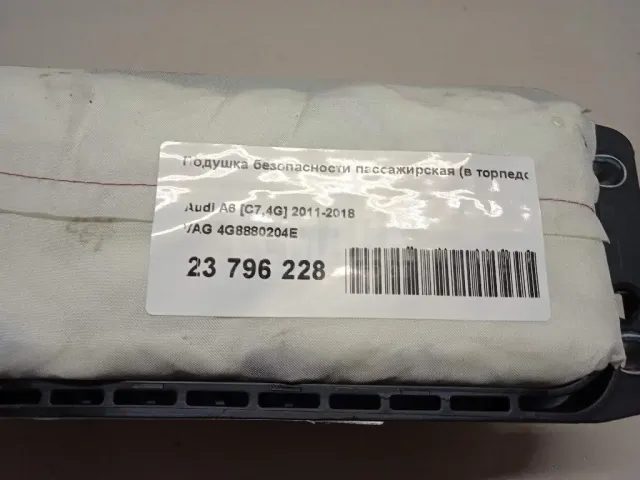 Подушка безопасности пассажирская (в торпедо
Audi A6 [C7,4G] 2011-2018
VAG 4G8880204E
23 796 228